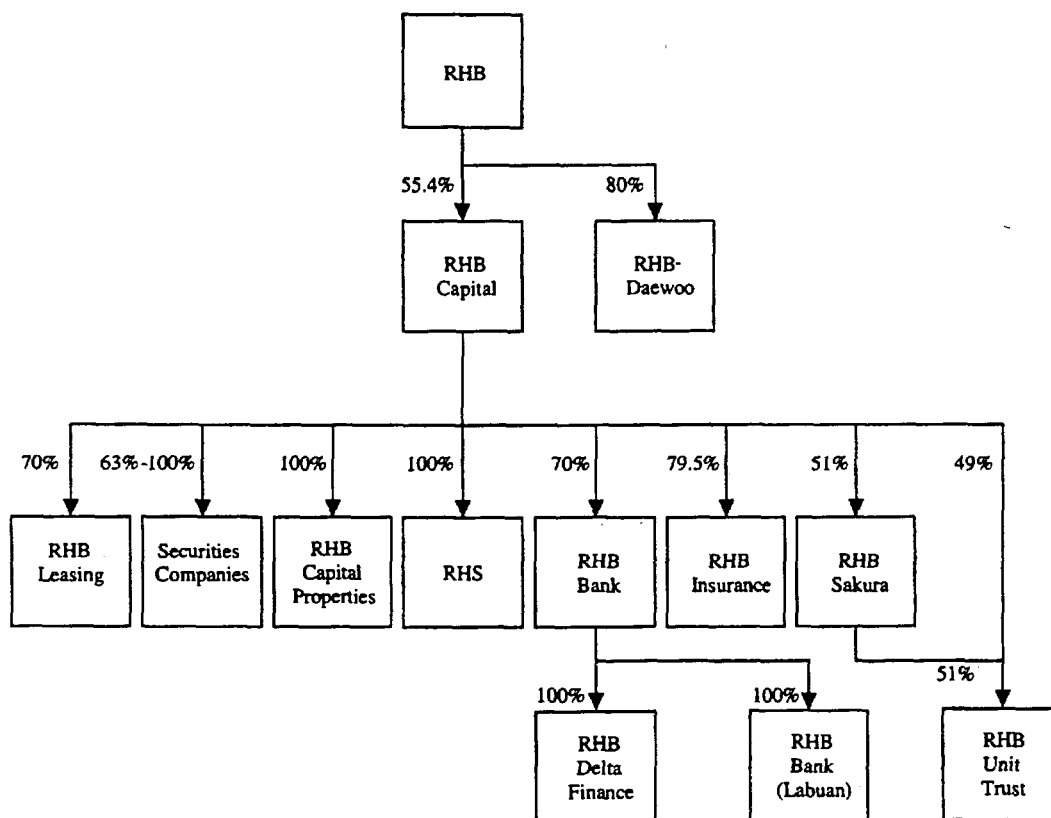 RHB
55.4%
80%
RHB
Capital
RHB-
Daewoo
70%
63%-100%
100%
100%
70%
79.5%
51%
49%
RHB
Leasing
Securities
Companies
RHB
Capital
Properties
RHS
RHB
Bank
RHB
Insurance
RHB
Sakura
51%
100%
100%
RHB
Delta
Finance
RHB
Bank
(Labuan)
RHB
Unit
Trust